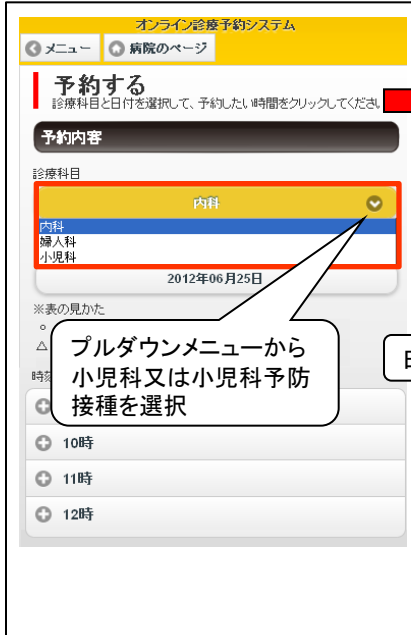 オンライン診療予約システム
メニュー 病院のページ
予約する
診療科目と日付を選択して、予約したい時間をクリックしてくださ
予約内容
診療科目
内科
内科
婦人科
小児科
2012年06月25日
※表の見かた
○
△
プルダウンメニューから
小児科又は小児科予防
接種を選択
時刻
10時
11時
12時